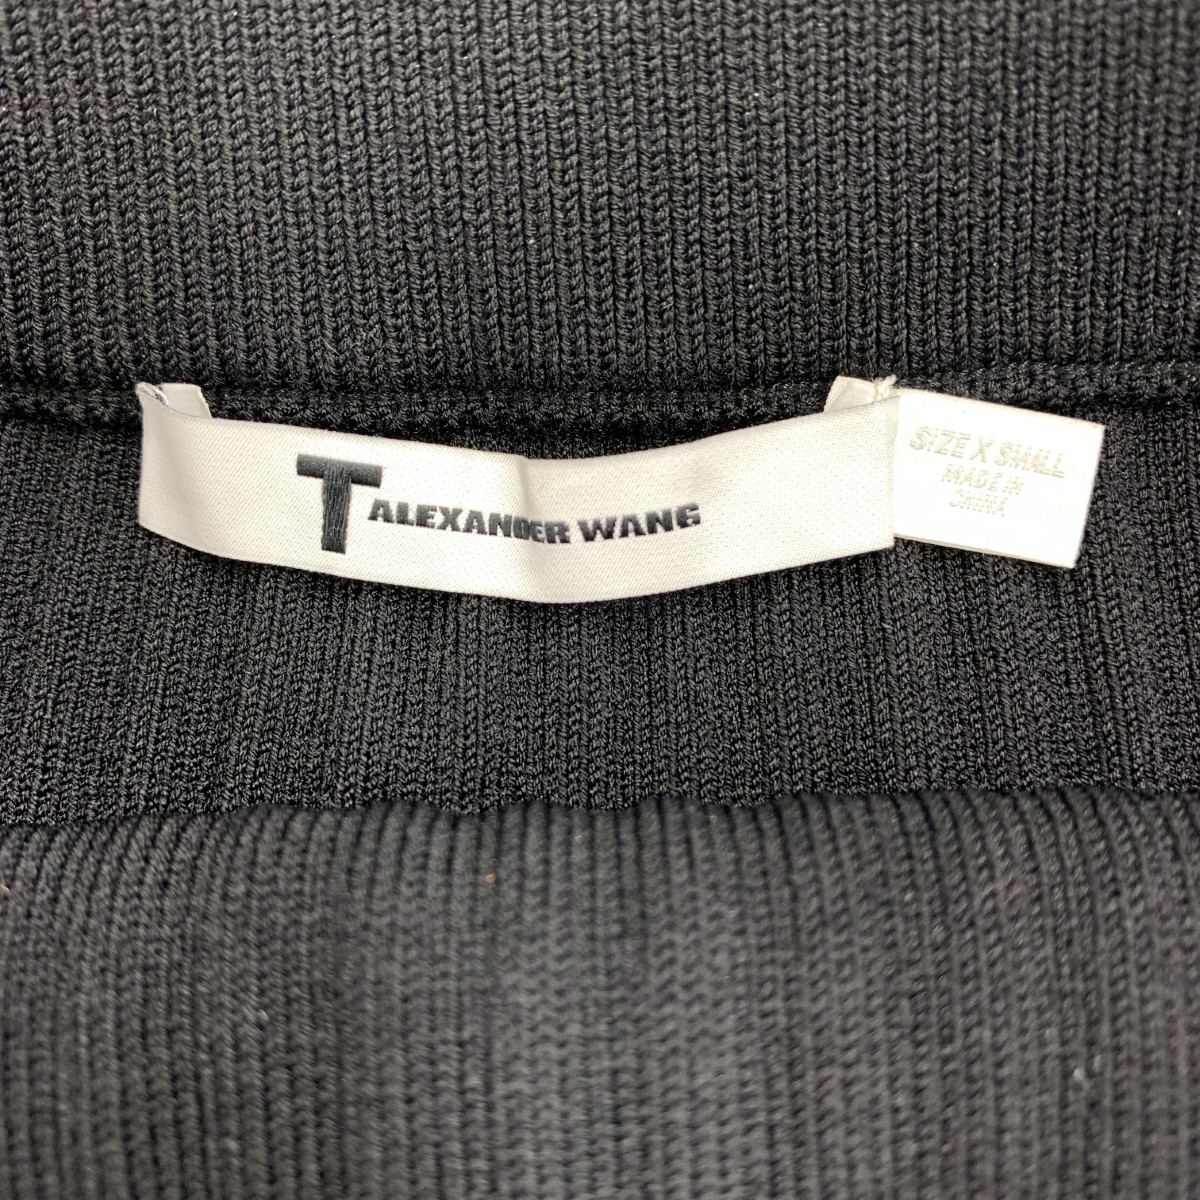 T ALEXANDER WANG
SIZE X SMALL
MADE IN
CHINA